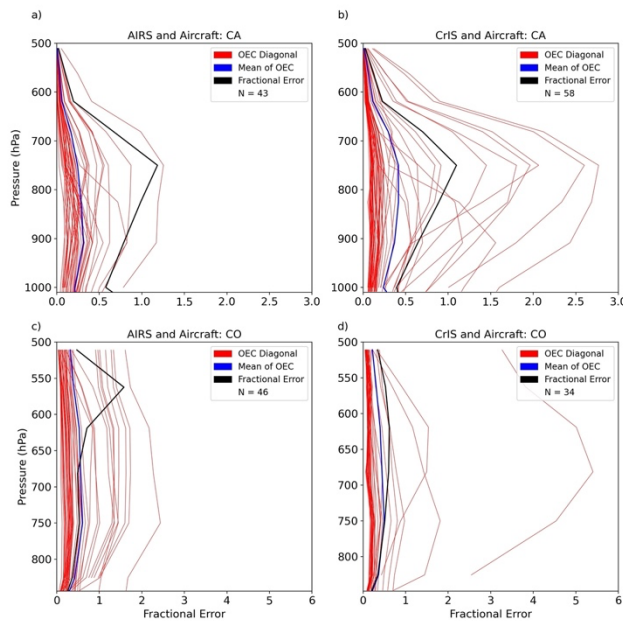 a) AIRS and Aircraft: CA
500
600
700
800
900
1000
Pressure (hPa)
OEC Diagonal
Mean of OEC
Fractional Error
N = 43
0.0 0.5 1.0 1.5 2.0 2.5 3.0
b) CrIS and Aircraft: CA
500
600
700
800
900
1000
OEC Diagonal
Mean of OEC
Fractional Error
N = 58
0.0 0.5 1.0 1.5 2.0 2.5 3.0
c) AIRS and Aircraft: CO
500
550
600
650
700
750
800
Pressure (hPa)
OEC Diagonal
Mean of OEC
Fractional Error
N = 46
0 1 2 3 4 5 6
Fractional Error
d) CrIS and Aircraft: CO
500
550
600
650
700
750
800
OEC Diagonal
Mean of OEC
Fractional Error
N = 34
0 1 2 3 4 5 6
Fractional Error